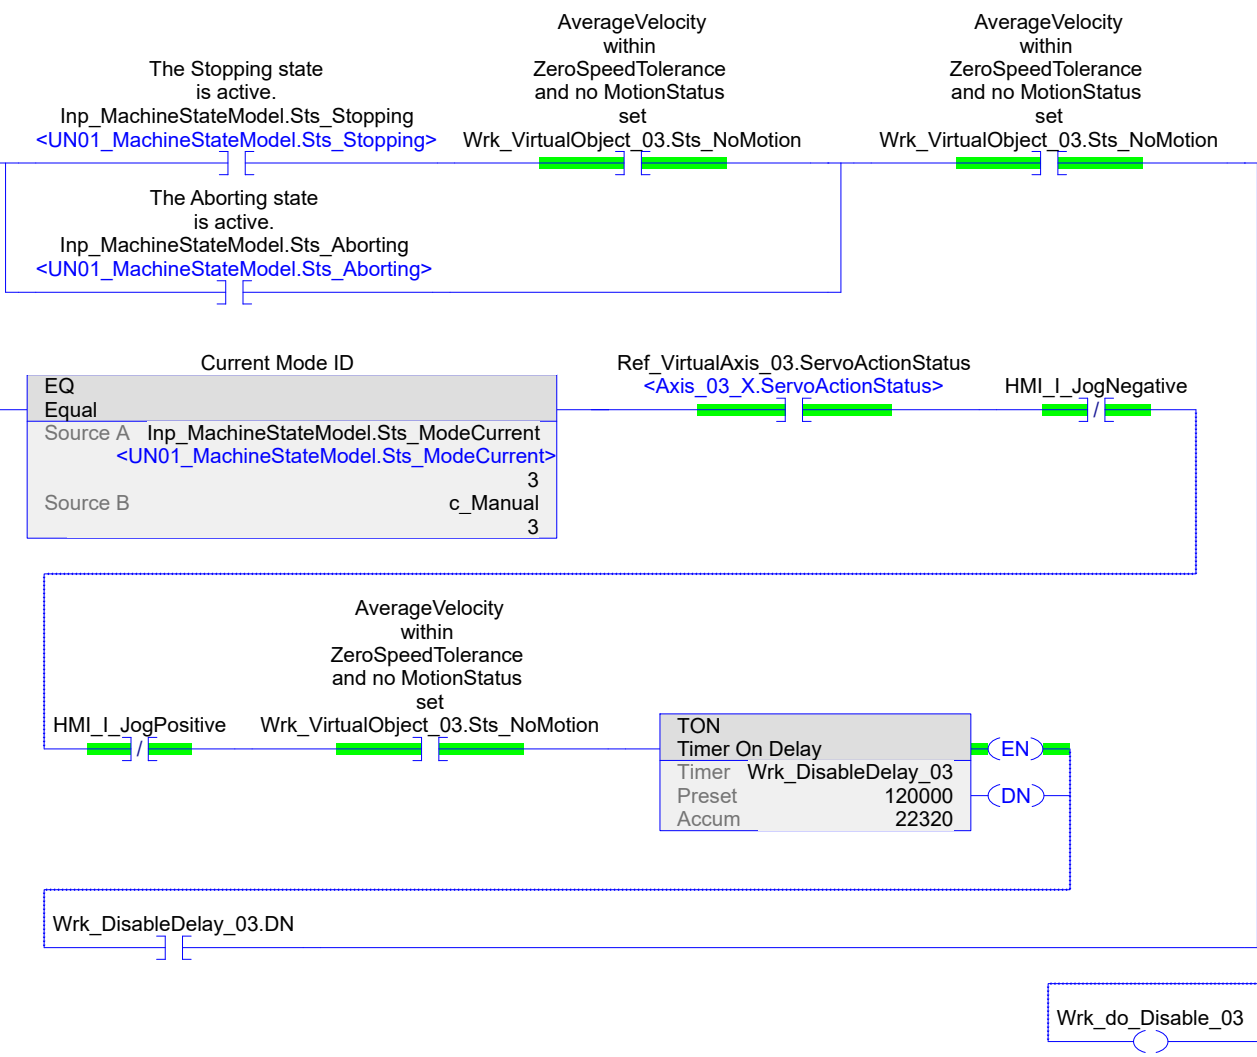 The Stopping state
is active.
Inp_MachineStateModel.Sts_Stopping
<UN01_MachineStateModel.Sts_Stopping>
AverageVelocity
within
ZeroSpeedTolerance
and no MotionStatus
set
Wrk_VirtualObject_03.Sts_NoMotion
AverageVelocity
within
ZeroSpeedTolerance
and no MotionStatus
set
Wrk_VirtualObject_03.Sts_NoMotion
The Aborting state
is active.
Inp_MachineStateModel.Sts_Aborting
<UN01_MachineStateModel.Sts_Aborting>
Current Mode ID
EQ
Equal
Source A Inp_MachineStateModel.Sts_ModeCurrent
<UN01_MachineStateModel.Sts_ModeCurrent>
3
Source B c_Manual
3
Ref_VirtualAxis_03.ServoActionStatus
<Axis_03_X.ServoActionStatus>
HMI_I_JogNegative
/
HMI_I_JogPositive
/
AverageVelocity
within
ZeroSpeedTolerance
and no MotionStatus
set
Wrk_VirtualObject_03.Sts_NoMotion
TON
Timer On Delay
Timer Wrk_DisableDelay_03
Preset 120000
Accum 22320
EN
DN
Wrk_DisableDelay_03.DN
Wrk_do_Disable_03